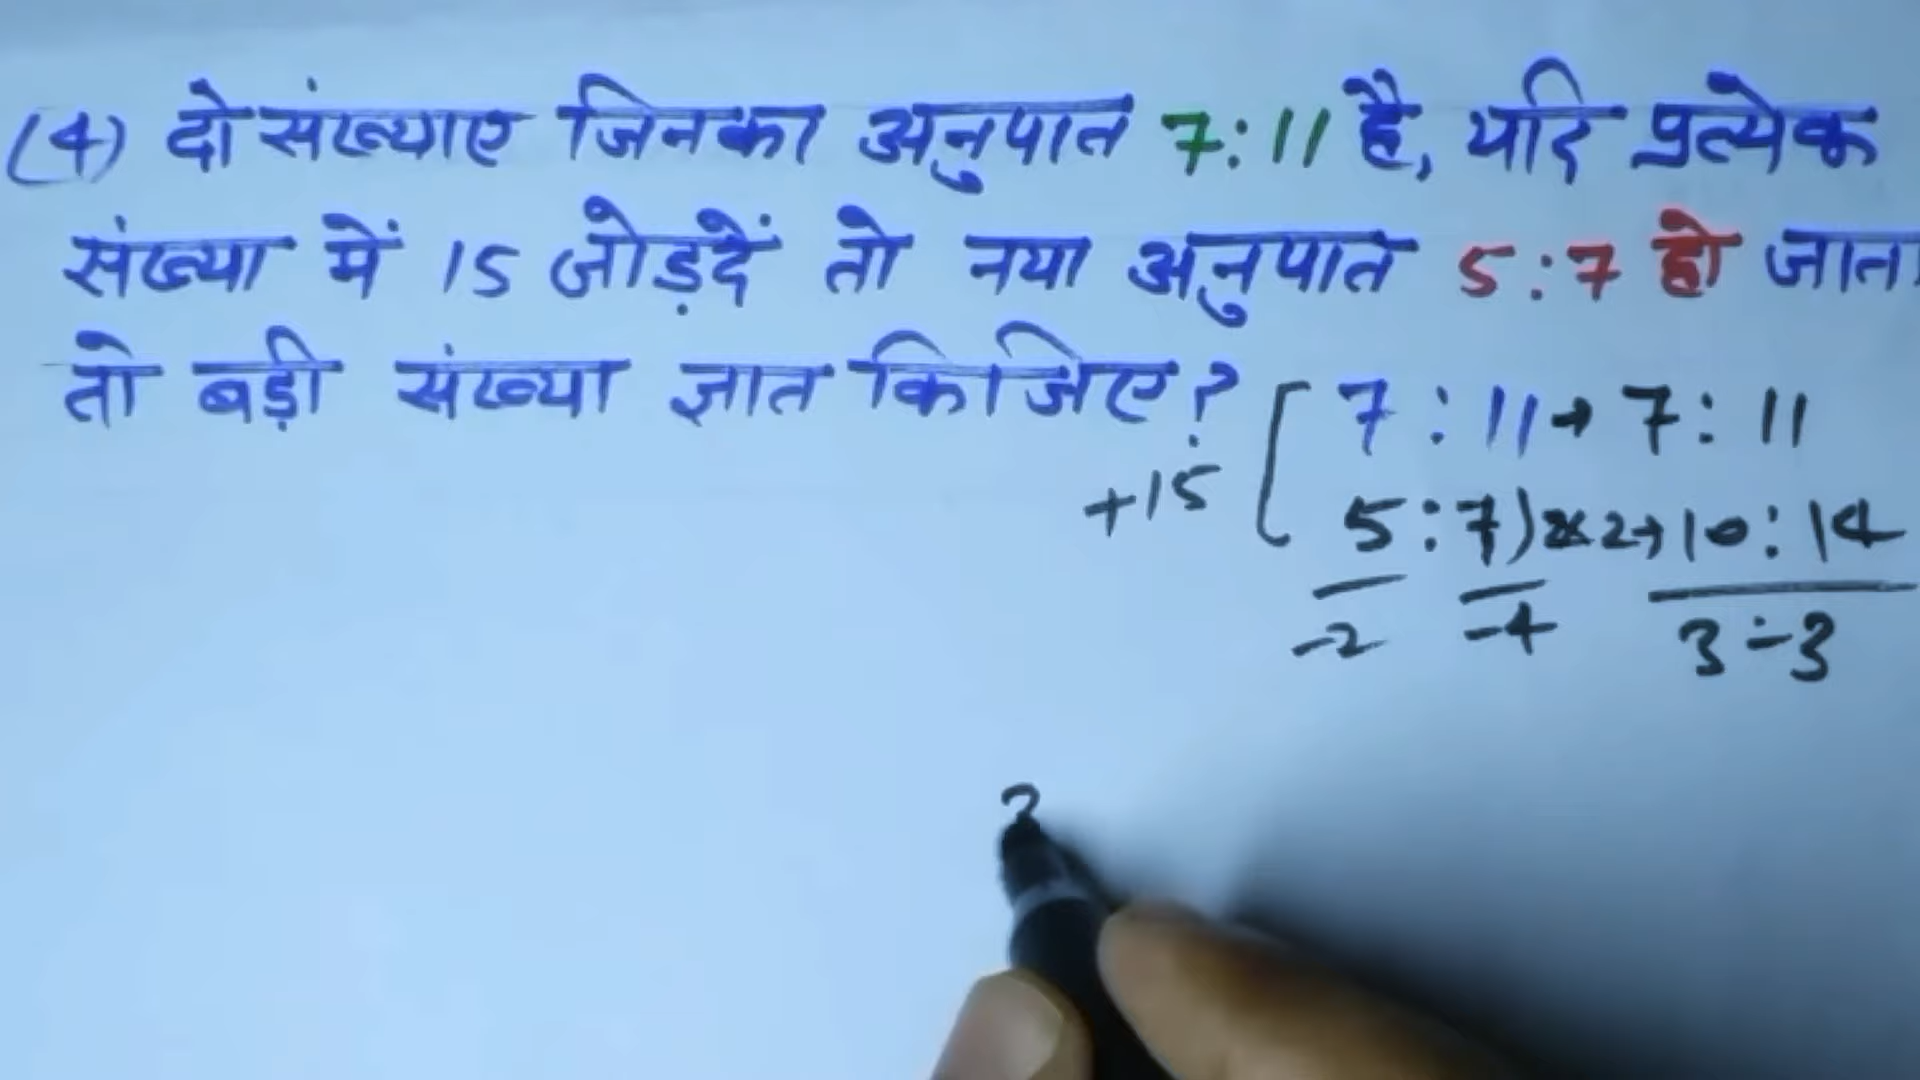 (4) दो संख्याए जिनका अनुपात 7:11 है, यदि प्रत्येक
संख्या में 15 जोड़दें तो नया अनुपात 5:7 हो जाता
तो बड़ी संख्या ज्ञात किजिए?
7 : 11 → 7 : 11
+15
5 : 7) x 2 → 10 : 14
-2 -4 3 - 3